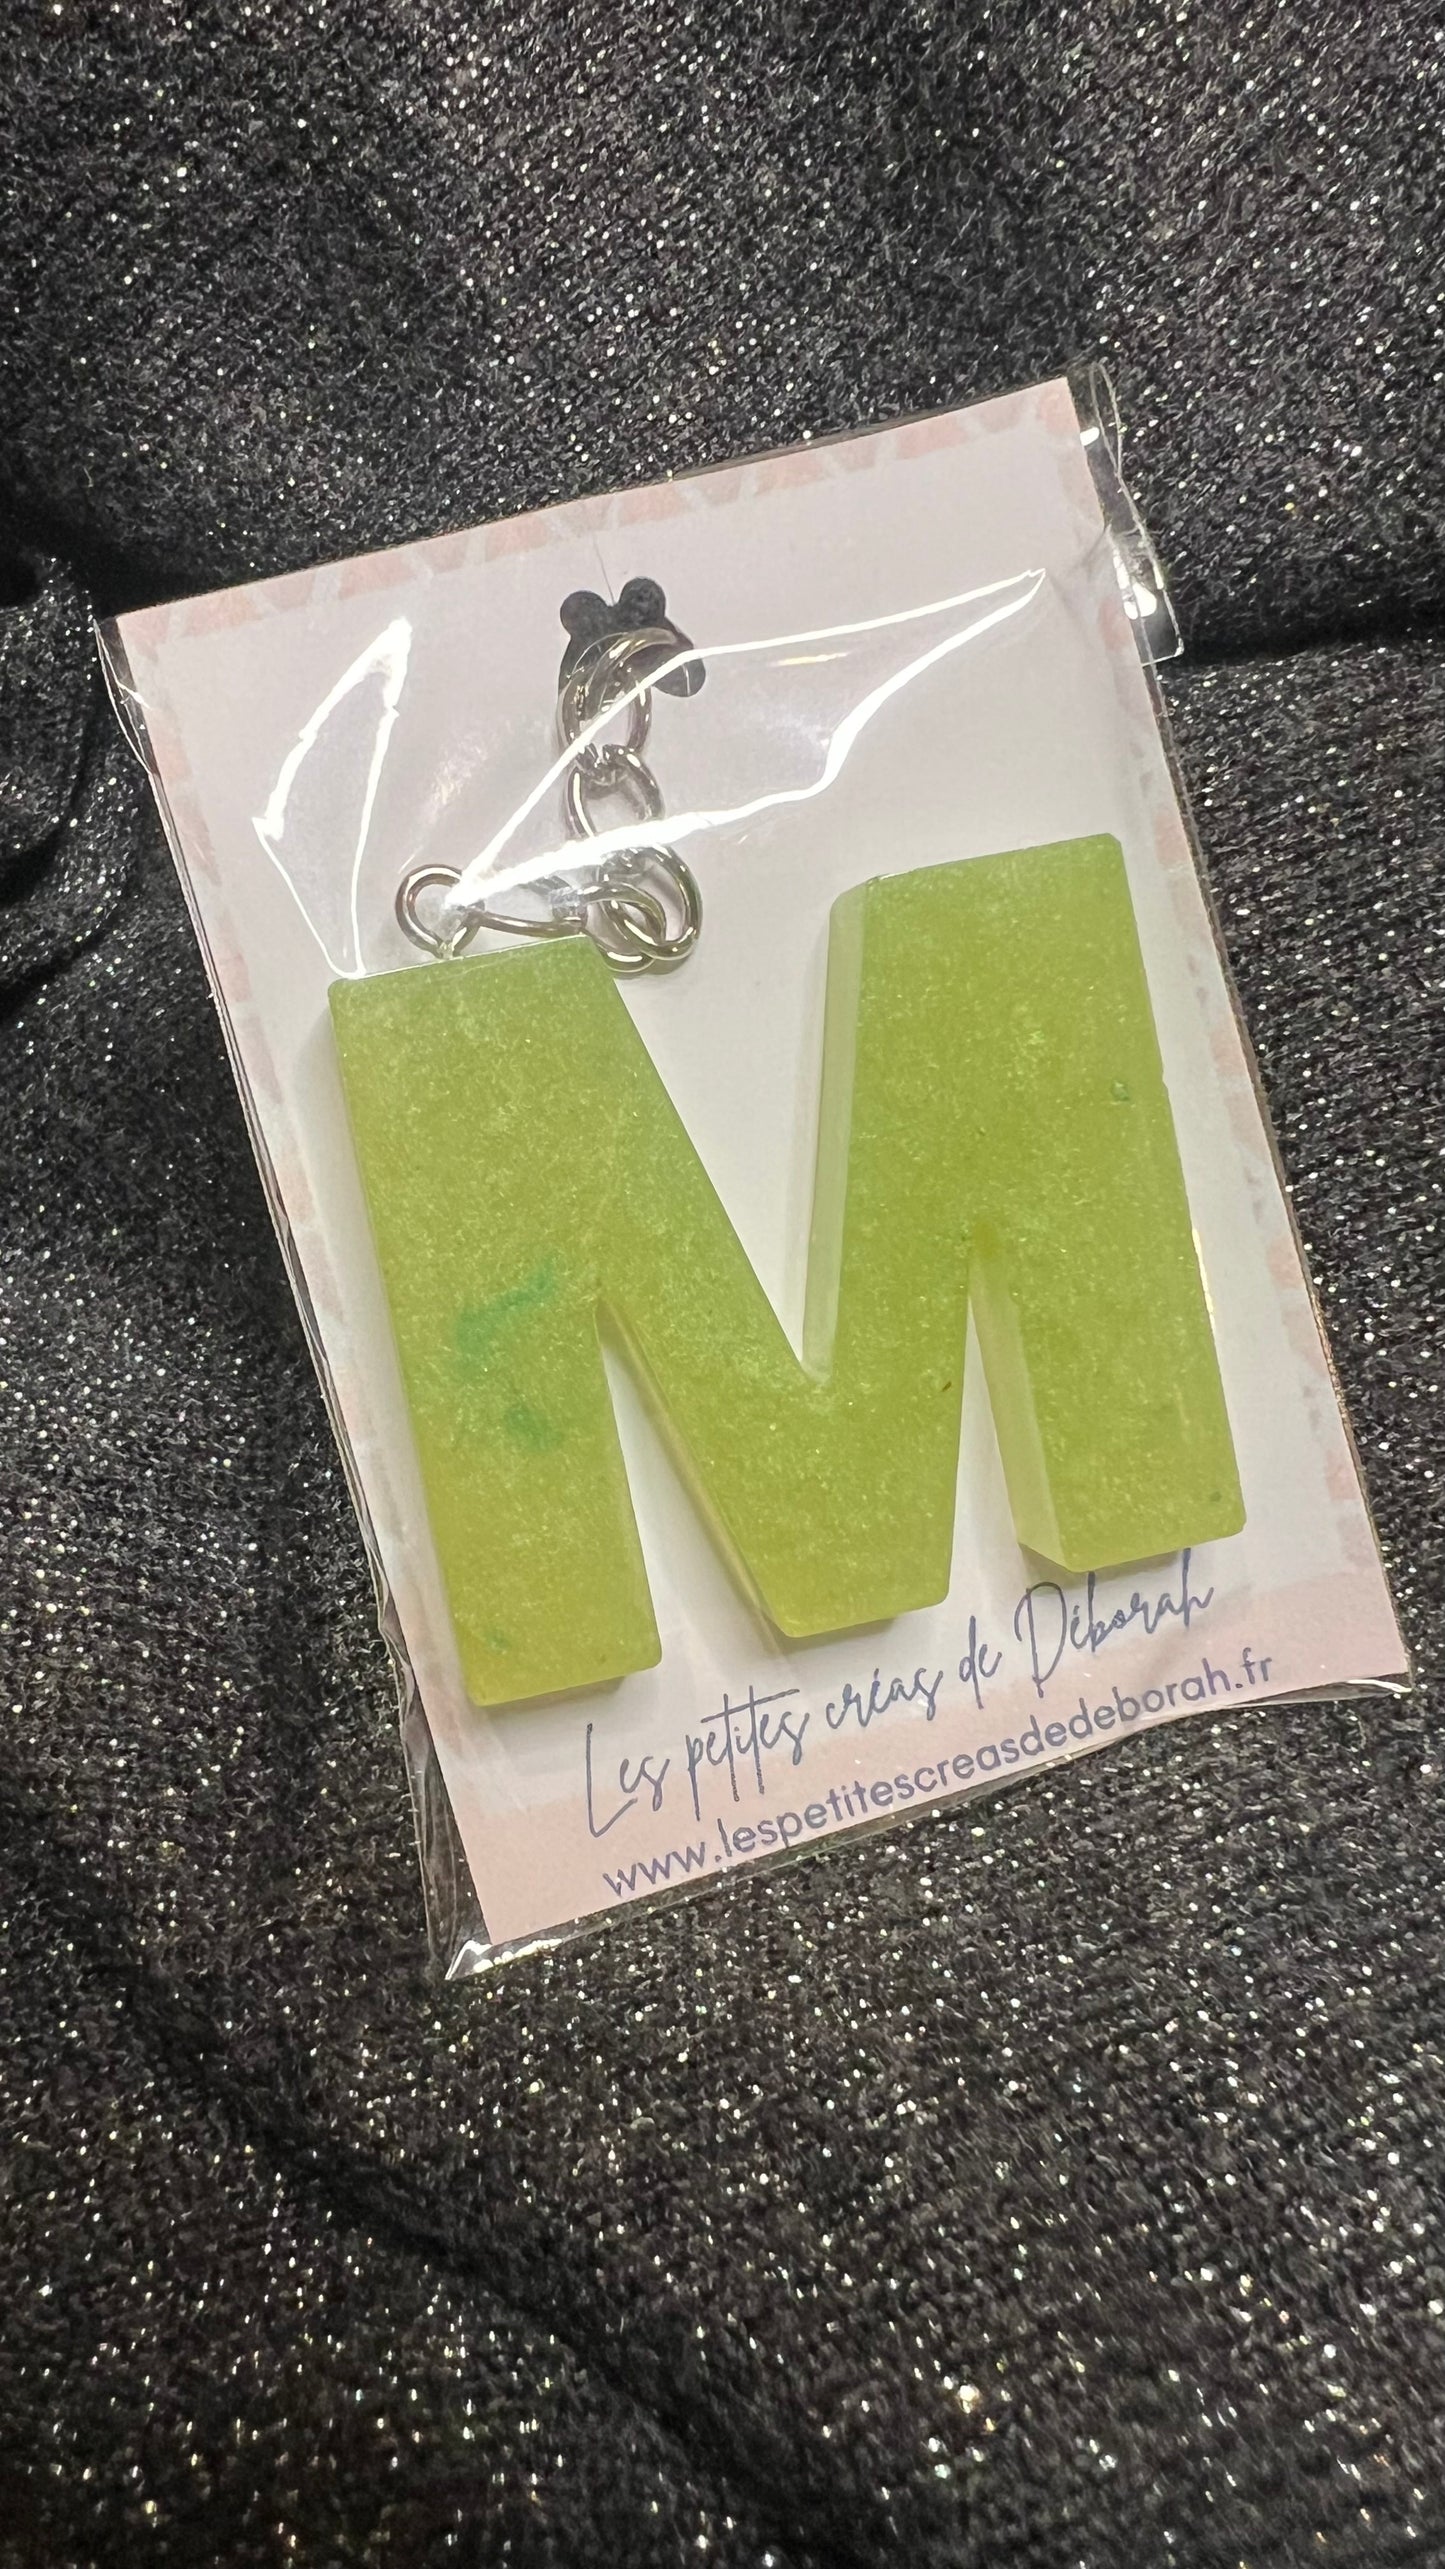 M
Les petites créas de Déborah
www.lespetitescreasdedeborah.fr